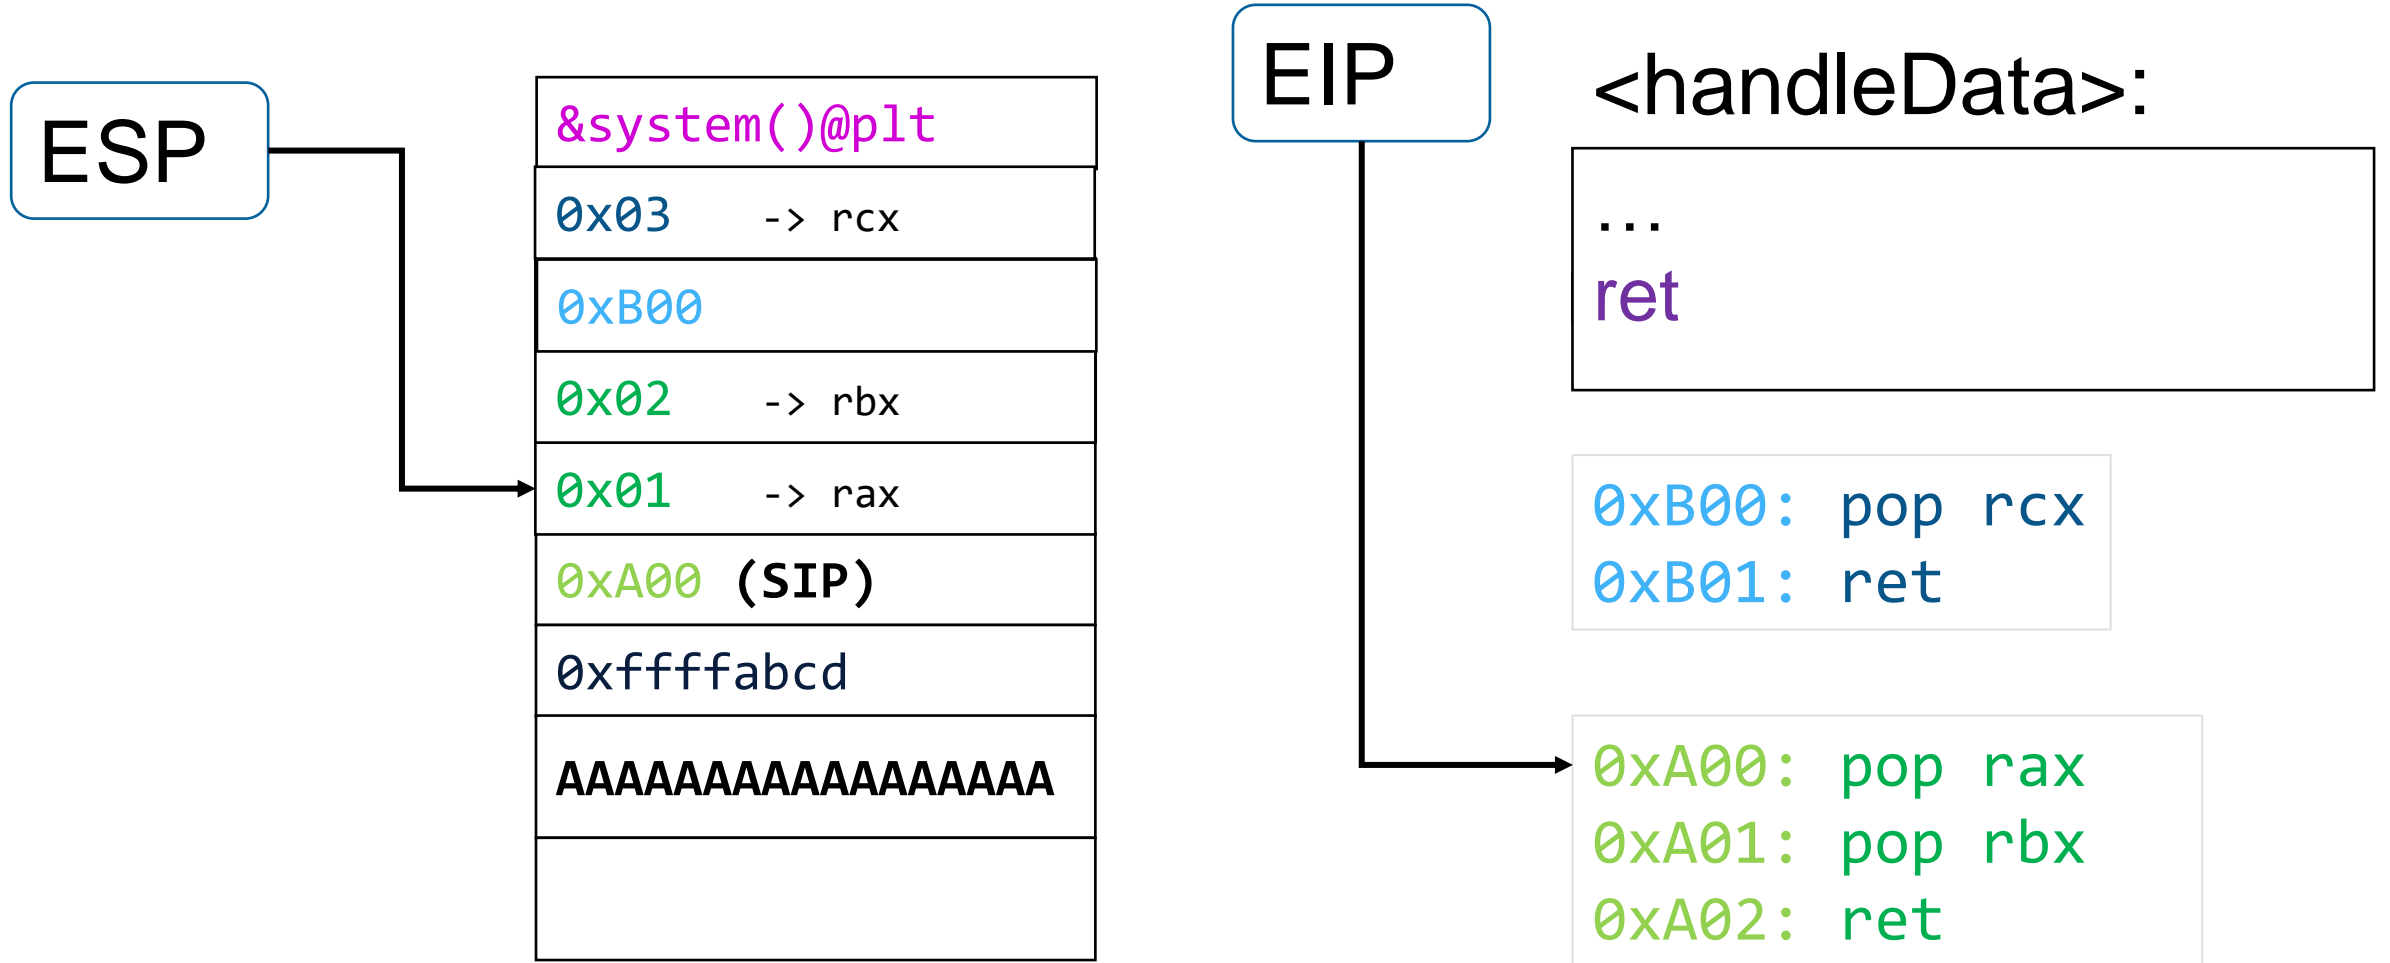 ESP
&system()@plt
0x03 -> rcx
0xB00
0x02 -> rbx
0x01 -> rax
0xA00 (SIP)
0xffffabcd
AAAAAAAAAAAAAAAAA
EIP
<handleData>:
...
ret
0xB00: pop rcx
0xB01: ret
0xA00: pop rax
0xA01: pop rbx
0xA02: ret